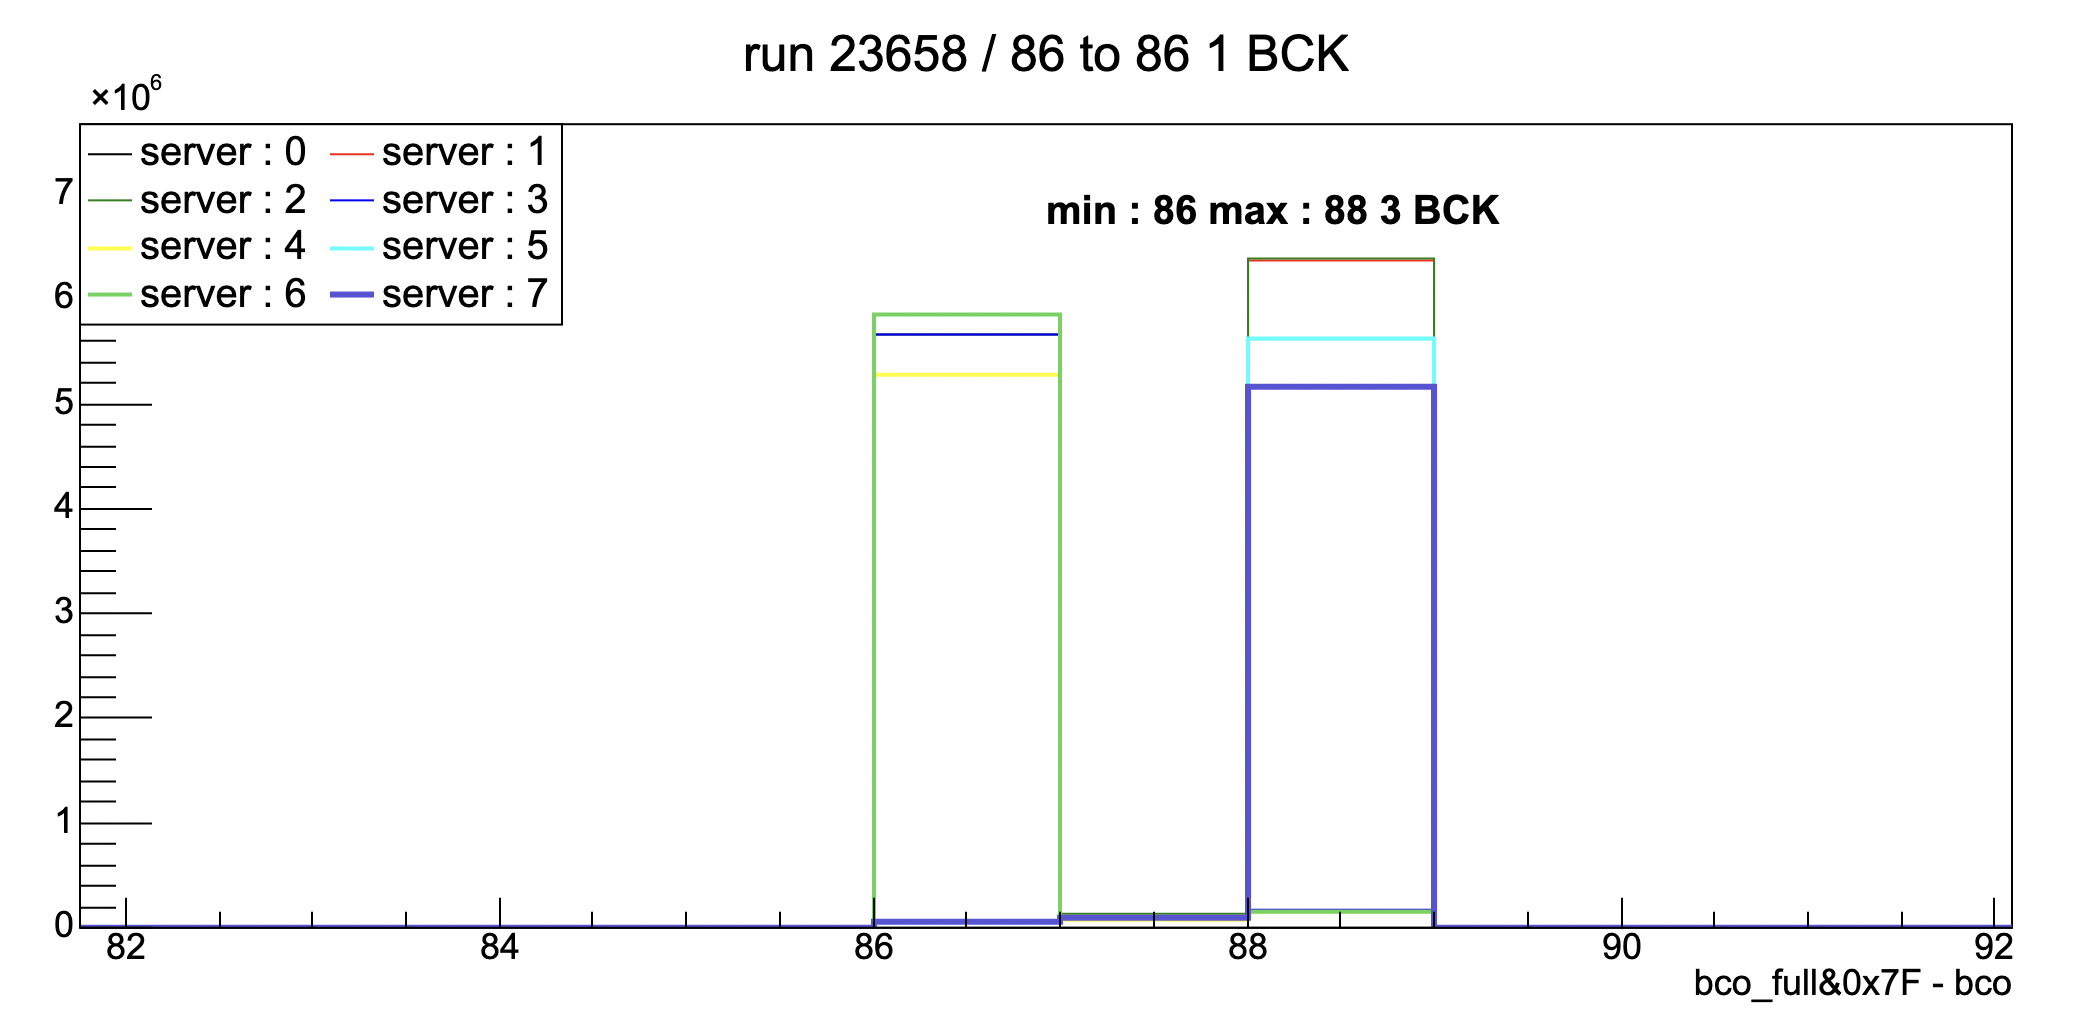 run 23658 / 86 to 86 1 BCK
×10⁶
server : 0 server : 1
server : 2 server : 3
server : 4 server : 5
server : 6 server : 7
min : 86 max : 88 3 BCK
7
6
5
4
3
2
1
0
82 84 86 88 90 92
bco_full&0x7F - bco